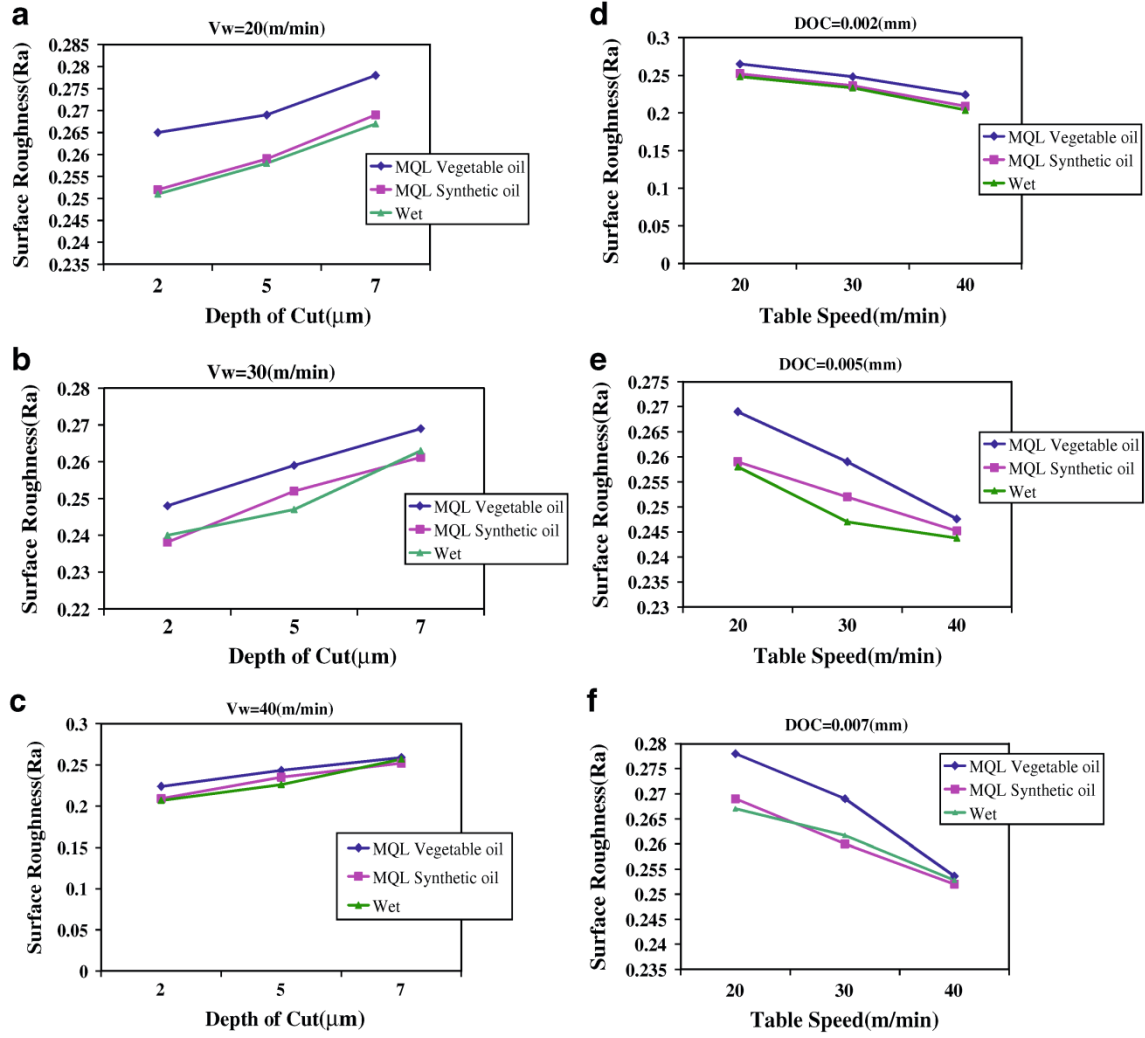 a
Vw=20(m/min)
Surface Roughness(Ra)
0.285
0.28
0.275
0.27
0.265
0.26
0.255
0.25
0.245
0.24
0.235
2 5 7
Depth of Cut(μm)
MQL Vegetable oil
MQL Synthetic oil
Wet
d
DOC=0.002(mm)
Surface Roughness(Ra)
0.3
0.25
0.2
0.15
0.1
0.05
0
20 30 40
Table Speed(m/min)
MQL Vegetable oil
MQL Synthetic oil
Wet
b
Vw=30(m/min)
Surface Roughness(Ra)
0.28
0.27
0.26
0.25
0.24
0.23
0.22
2 5 7
Depth of Cut(μm)
MQL Vegetable oil
MQL Synthetic oil
Wet
e
DOC=0.005(mm)
Surface Roughness(Ra)
0.275
0.27
0.265
0.26
0.255
0.25
0.245
0.24
0.235
0.23
20 30 40
Table Speed(m/min)
MQL Vegetable oil
MQL Synthetic oil
Wet
c
Vw=40(m/min)
Surface Roughness(Ra)
0.3
0.25
0.2
0.15
0.1
0.05
0
2 5 7
Depth of Cut(μm)
MQL Vegetable oil
MQL Synthetic oil
Wet
f
DOC=0.007(mm)
Surface Roughness(Ra)
0.28
0.275
0.27
0.265
0.26
0.255
0.25
0.245
0.24
0.235
20 30 40
Table Speed(m/min)
MQL Vegetable oil
MQL Synthetic oil
Wet